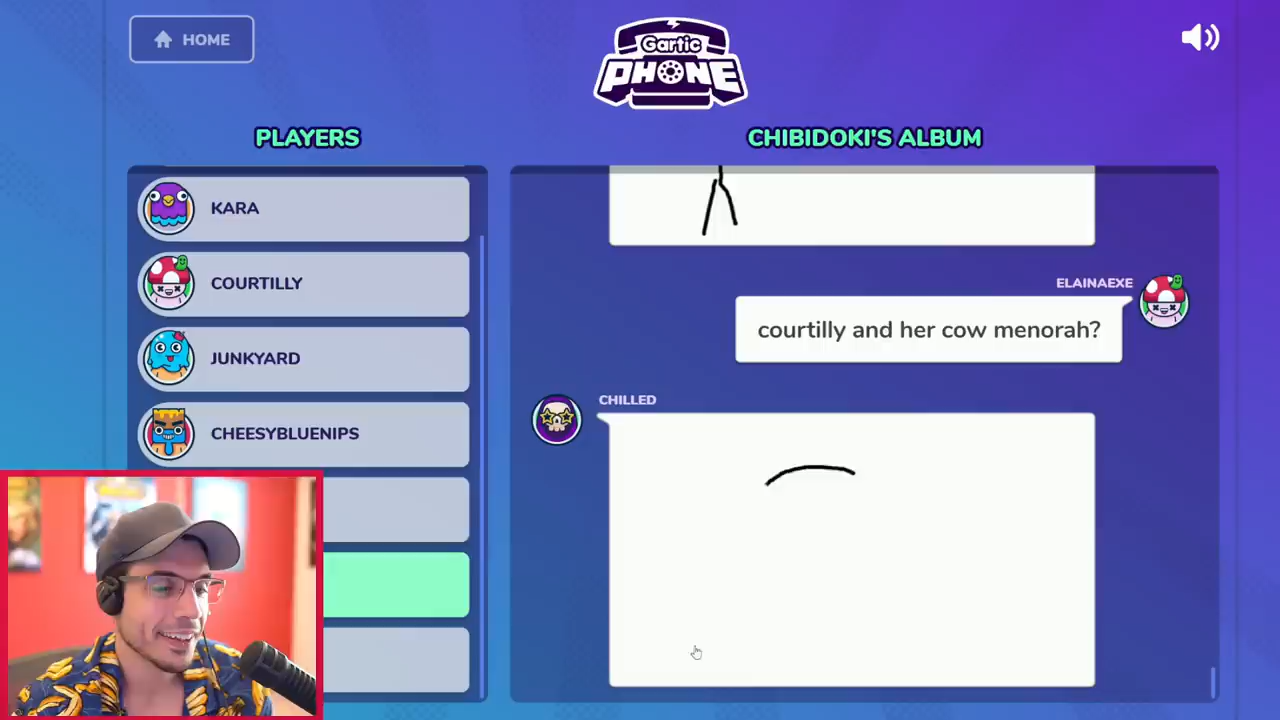 HOME
Gartic
PHONE
PLAYERS
CHIBIDOKI'S ALBUM
KARA
COURTILLY
JUNKYARD
CHEESYBLUENIPS
ELAINAEXE
courtilly and her cow menorah?
CHILLED